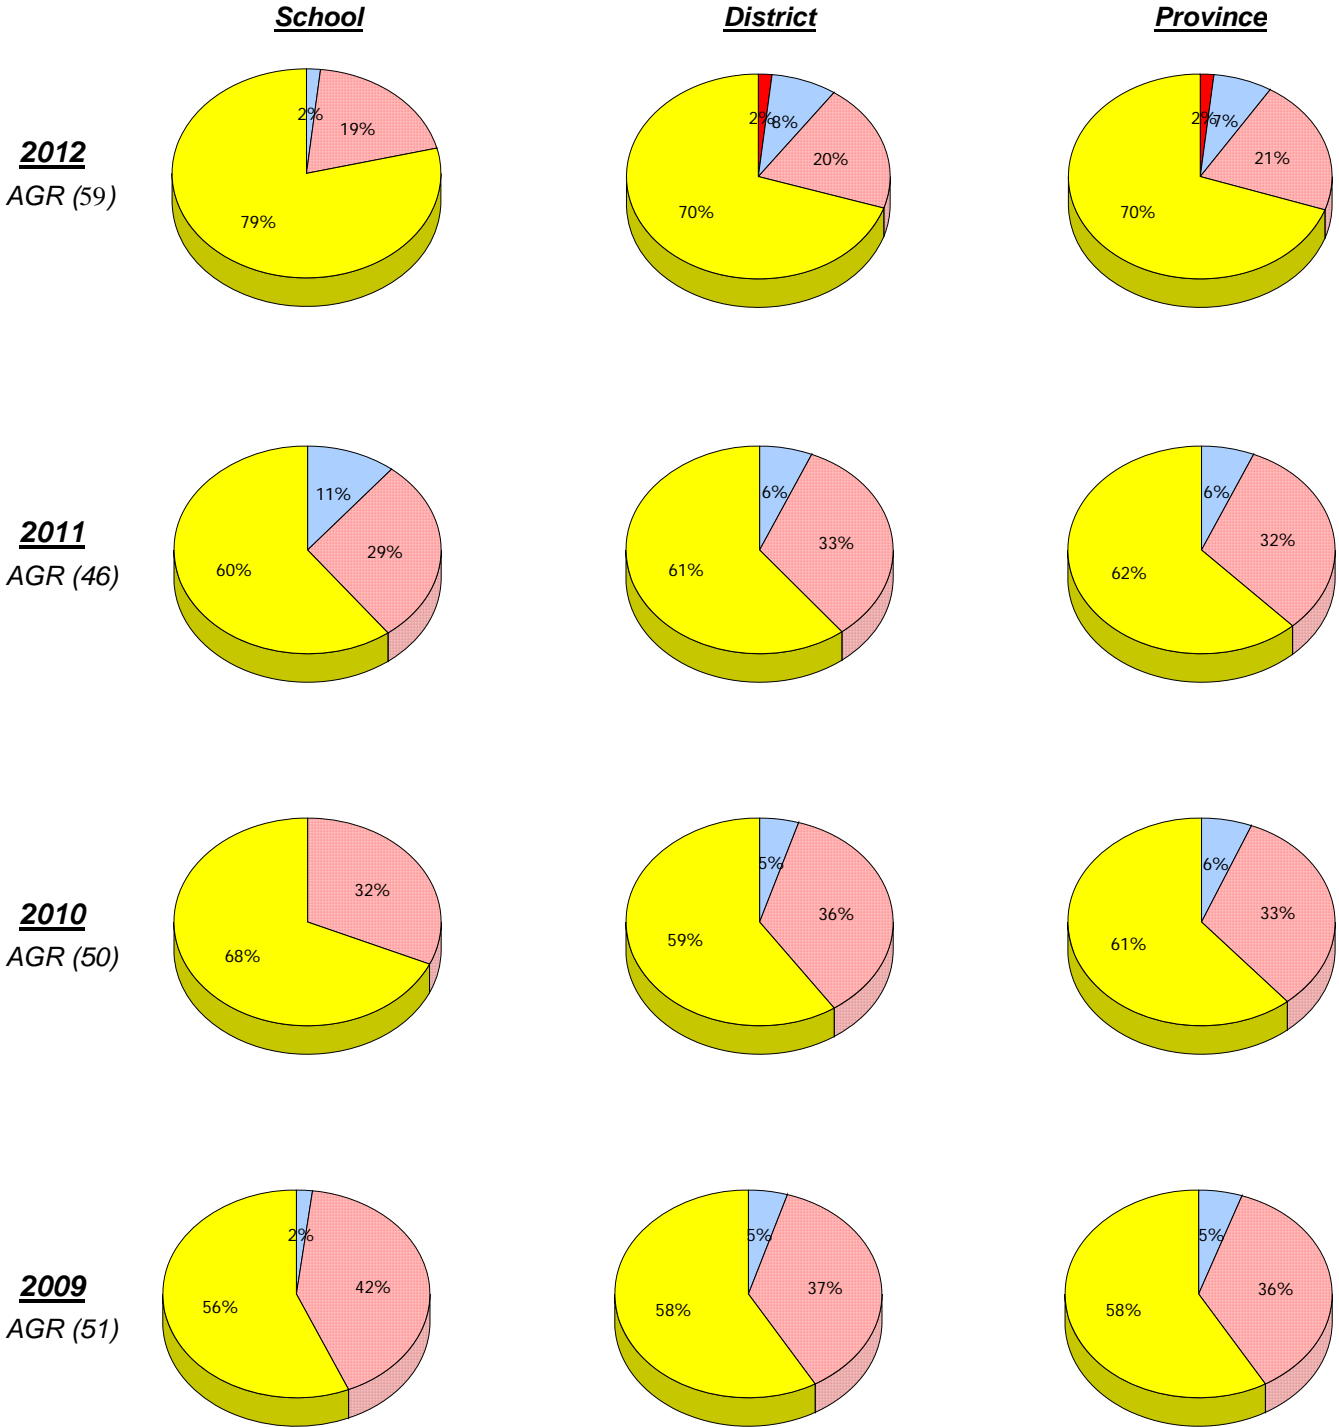 School District Province
2% 19% 79%
2% 8% 20% 70%
2% 7% 21% 70%
2012
AGR (59)
11% 29% 60%
6% 33% 61%
6% 32% 62%
2011
AGR (46)
32% 68%
5% 36% 59%
6% 33% 61%
2010
AGR (50)
2% 42% 56%
5% 37% 58%
5% 36% 58%
2009
AGR (51)